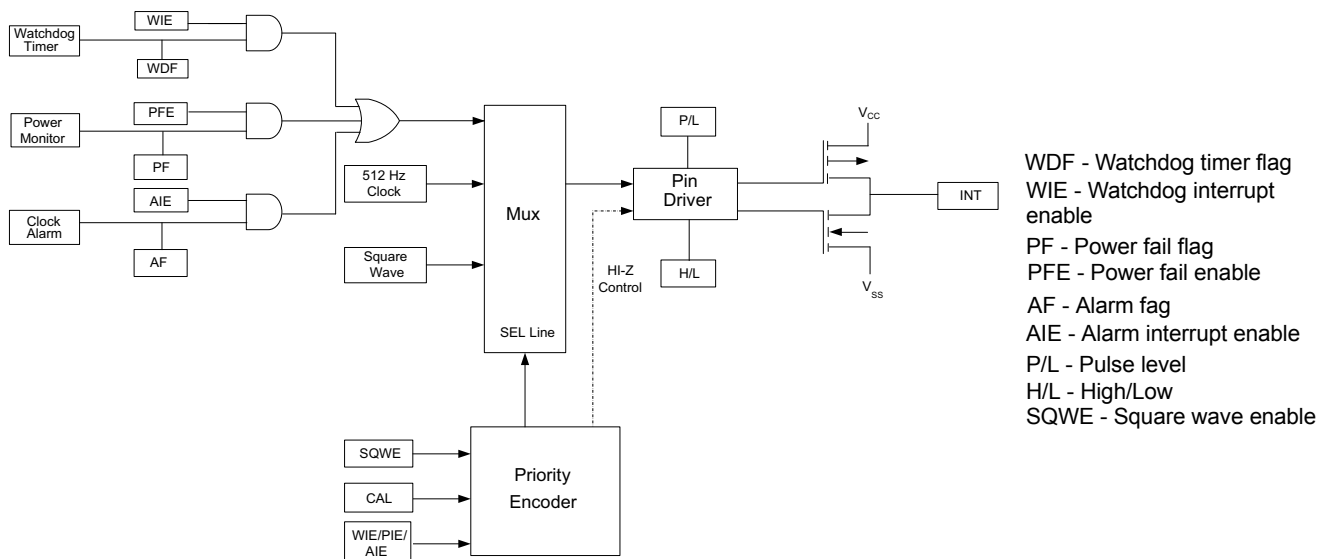 WIE
Watchdog
Timer
WDF
PFE
Power
Monitor
PF
AIE
Clock
Alarm
AF
512 Hz
Clock
Square
Wave
Mux
SEL Line
P/L
Pin
Driver
H/L
HI-Z
Control
VCC
INT
VSS
SQWE
CAL
WIE/PIE/
AIE
Priority
Encoder
WDF - Watchdog timer flag
WIE - Watchdog interrupt
enable
PF - Power fail flag
PFE - Power fail enable
AF - Alarm fag
AIE - Alarm interrupt enable
P/L - Pulse level
H/L - High/Low
SQWE - Square wave enable